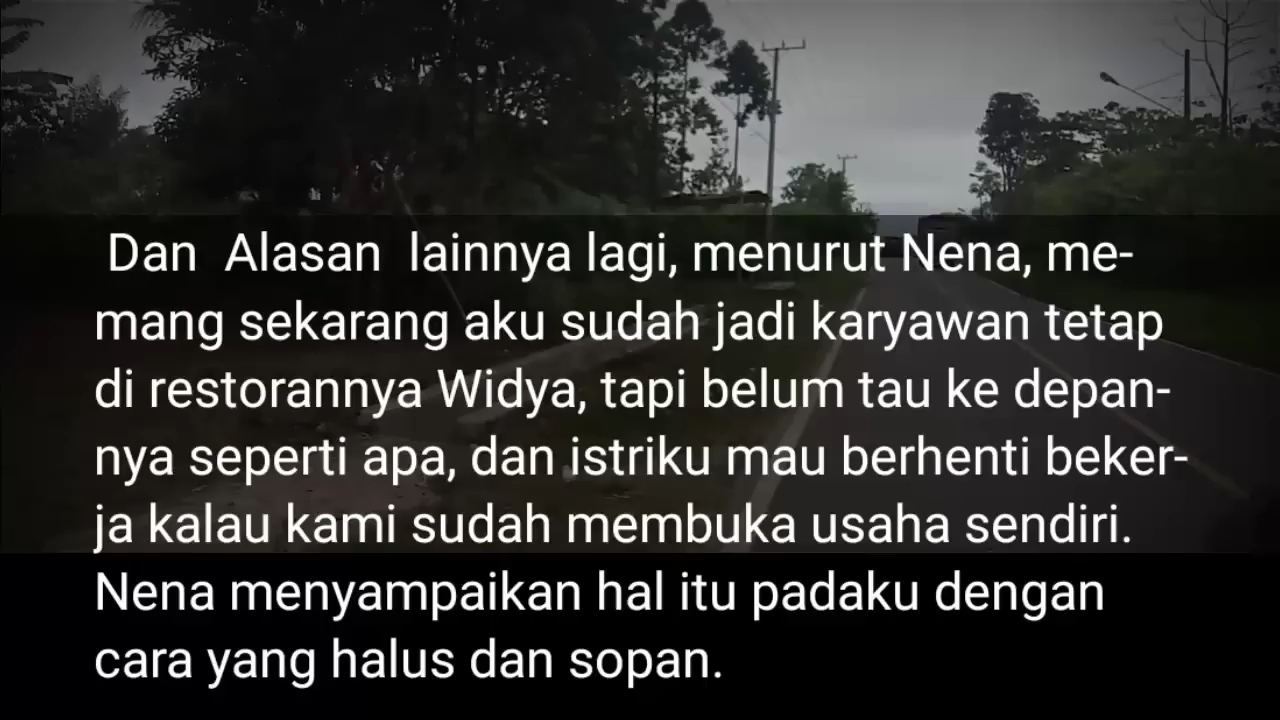 Dan Alasan lainnya lagi, menurut Nena, me-
mang sekarang aku sudah jadi karyawan tetap
di restorannya Widya, tapi belum tau ke depan-
nya seperti apa, dan istriku mau berhenti beker-
ja kalau kami sudah membuka usaha sendiri.
Nena menyampaikan hal itu padaku dengan
cara yang halus dan sopan.